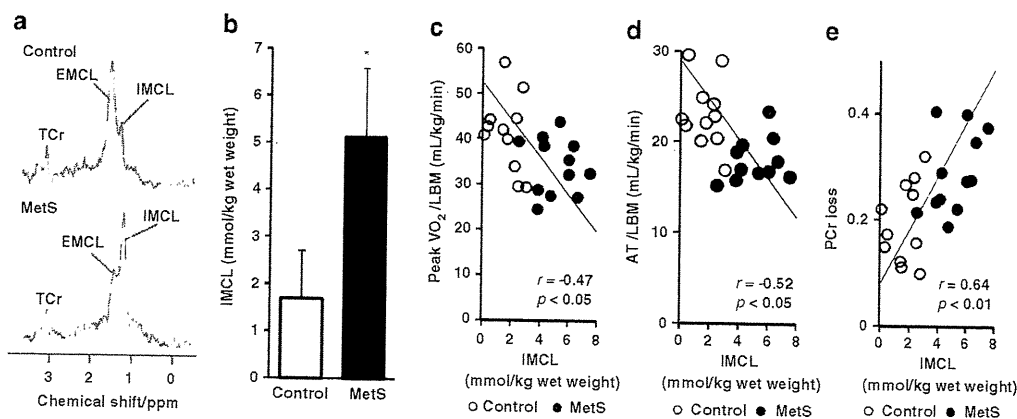 a
Control
EMCL
IMCL
TCr
MetS
IMCL
EMCL
TCr
3 2 1 0
Chemical shift/ppm
b
IMCL (mmol/kg wet weight)
7
6
5
4
3
2
1
0
*
Control MetS
c
Peak VO2/LBM (mL/kg/min)
60
50
40
30
20
10
0
r = -0.47
p < 0.05
0 2 4 6 8
IMCL
(mmol/kg wet weight)
Control MetS
d
AT/LBM (mL/kg/min)
30
20
10
0
r = -0.52
p < 0.05
0 2 4 6 8
IMCL
(mmol/kg wet weight)
Control MetS
e
PCr loss
0.4
0.2
0
r = 0.64
p < 0.01
0 2 4 6 8
IMCL
(mmol/kg wet weight)
Control MetS